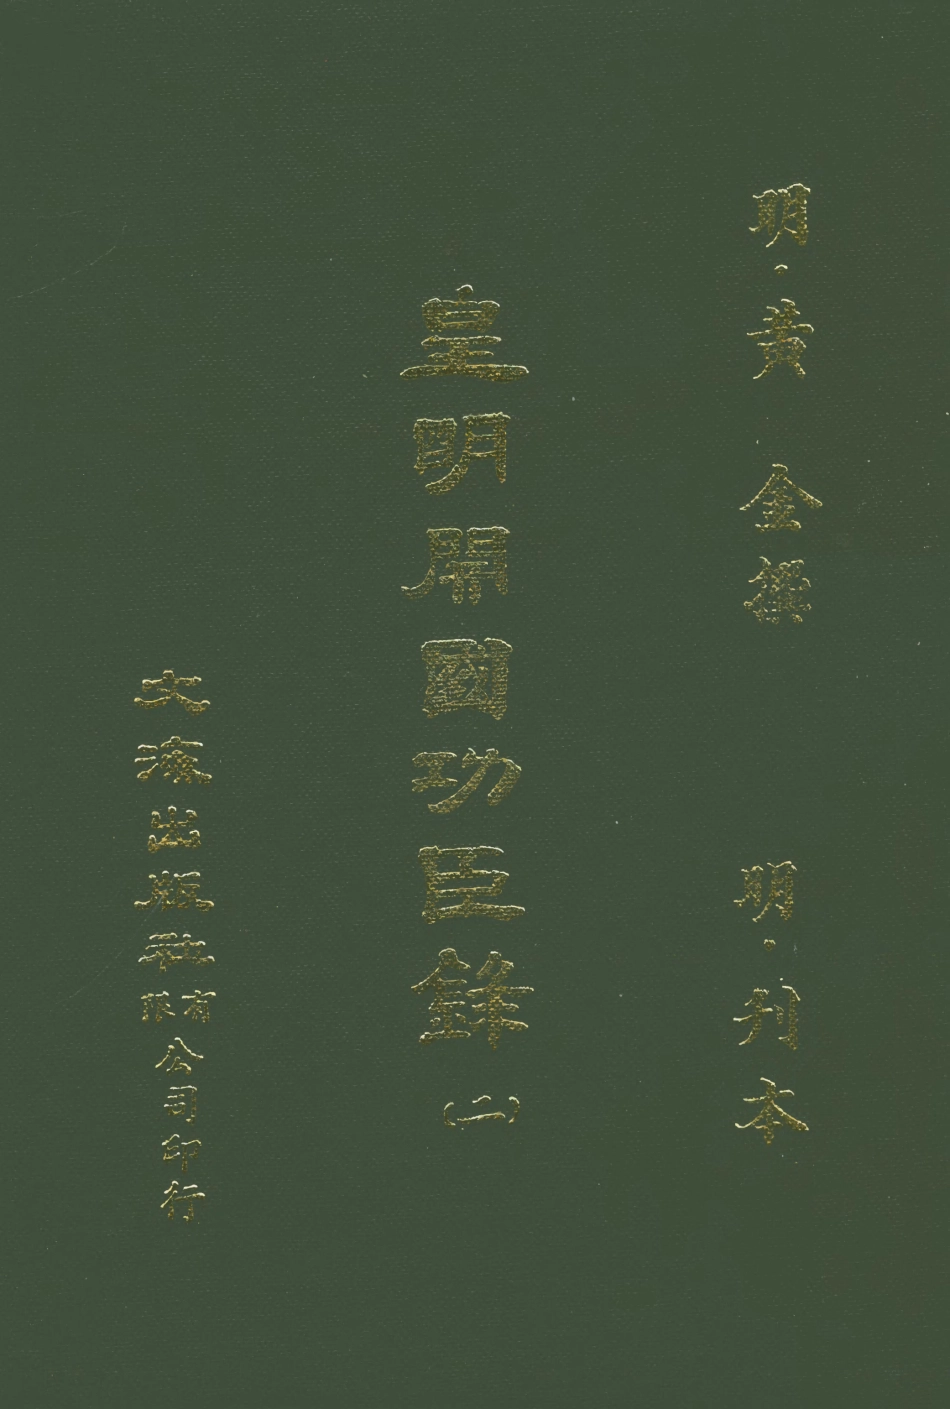 明·黃金撰 明·刊本
皇明開國功臣錄(二)
文海出版社有限公司印行